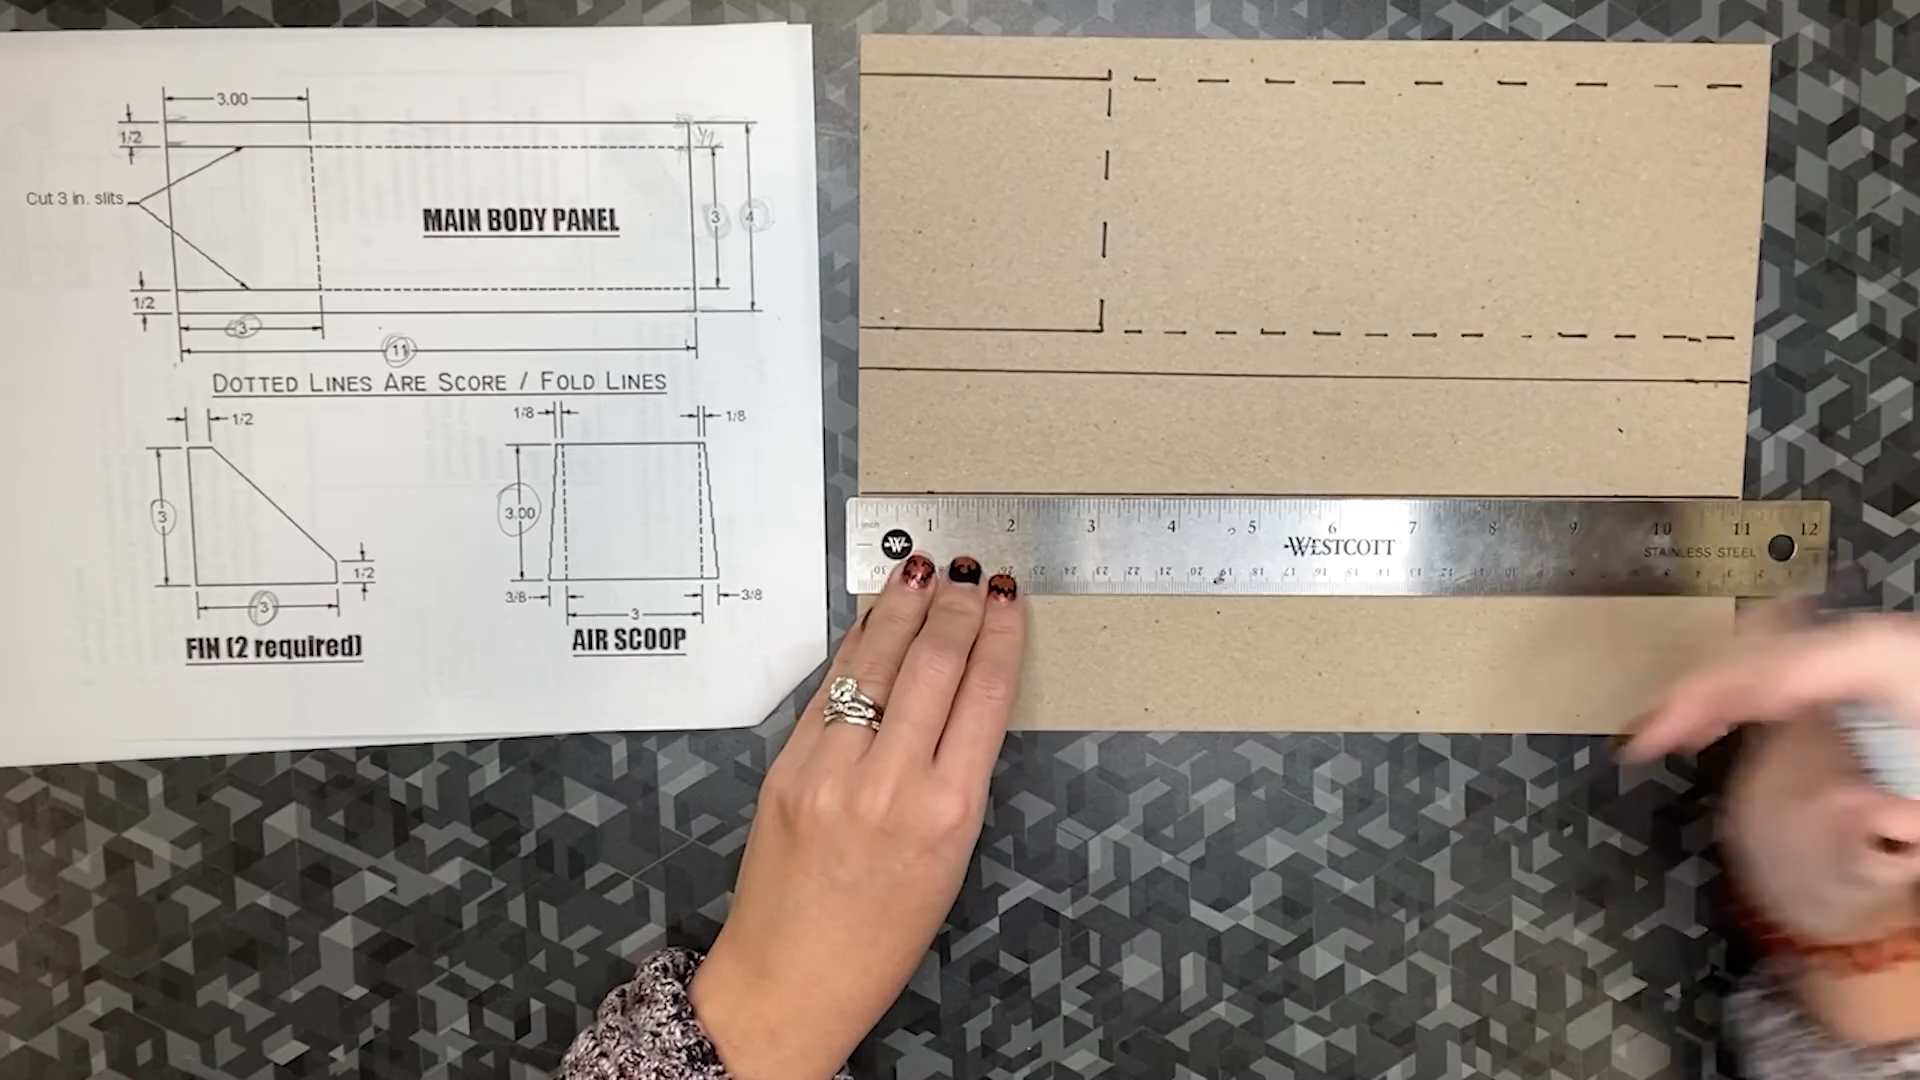 3.00
1/2
1/2
Cut 3 in. slits
MAIN BODY PANEL
3
4
1/2
3
11
DOTTED LINES ARE SCORE / FOLD LINES
1/2
3
1/2
3
FIN (2 required)
1/8
1/8
3.00
3/8
3/8
3
AIR SCOOP
inch 1 2 3 4 5 6 7 8 9 10 11 12
W
WESTCOTT
STAINLESS STEEL